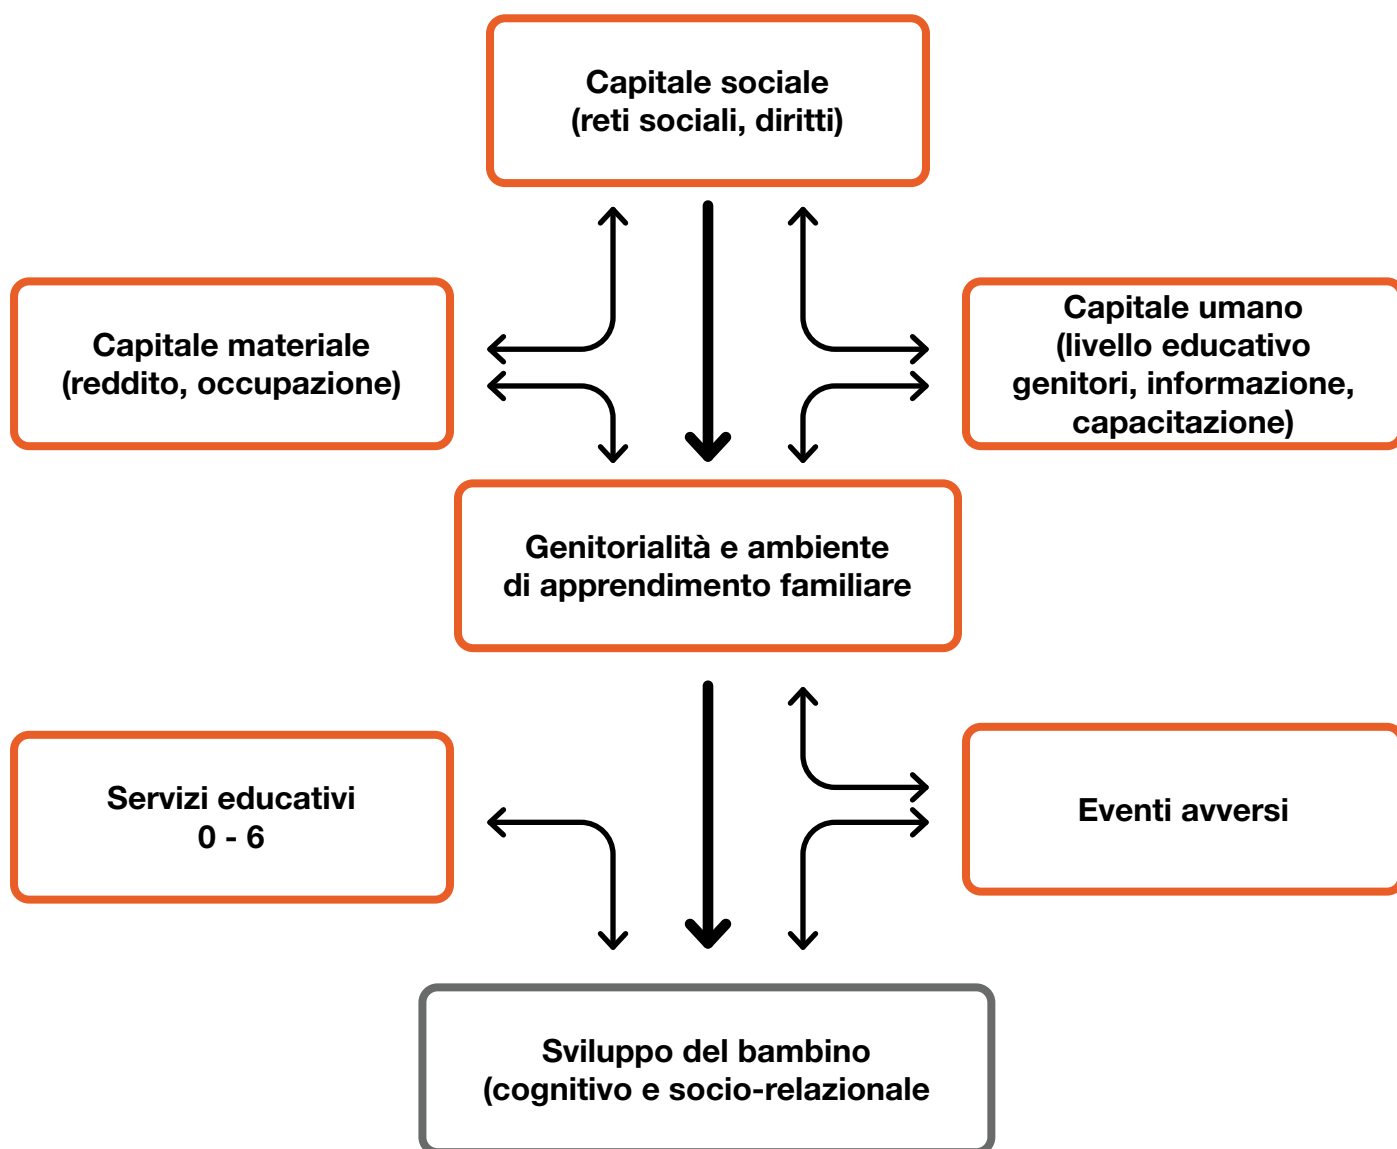 Capitale sociale
(reti sociali, diritti)
Capitale materiale
(reddito, occupazione)
Capitale umano
(livello educativo
genitori, informazione,
capacitazione)
Genitorialità e ambiente
di apprendimento familiare
Servizi educativi
0 - 6
Eventi avversi
Sviluppo del bambino
(cognitivo e socio-relazionale